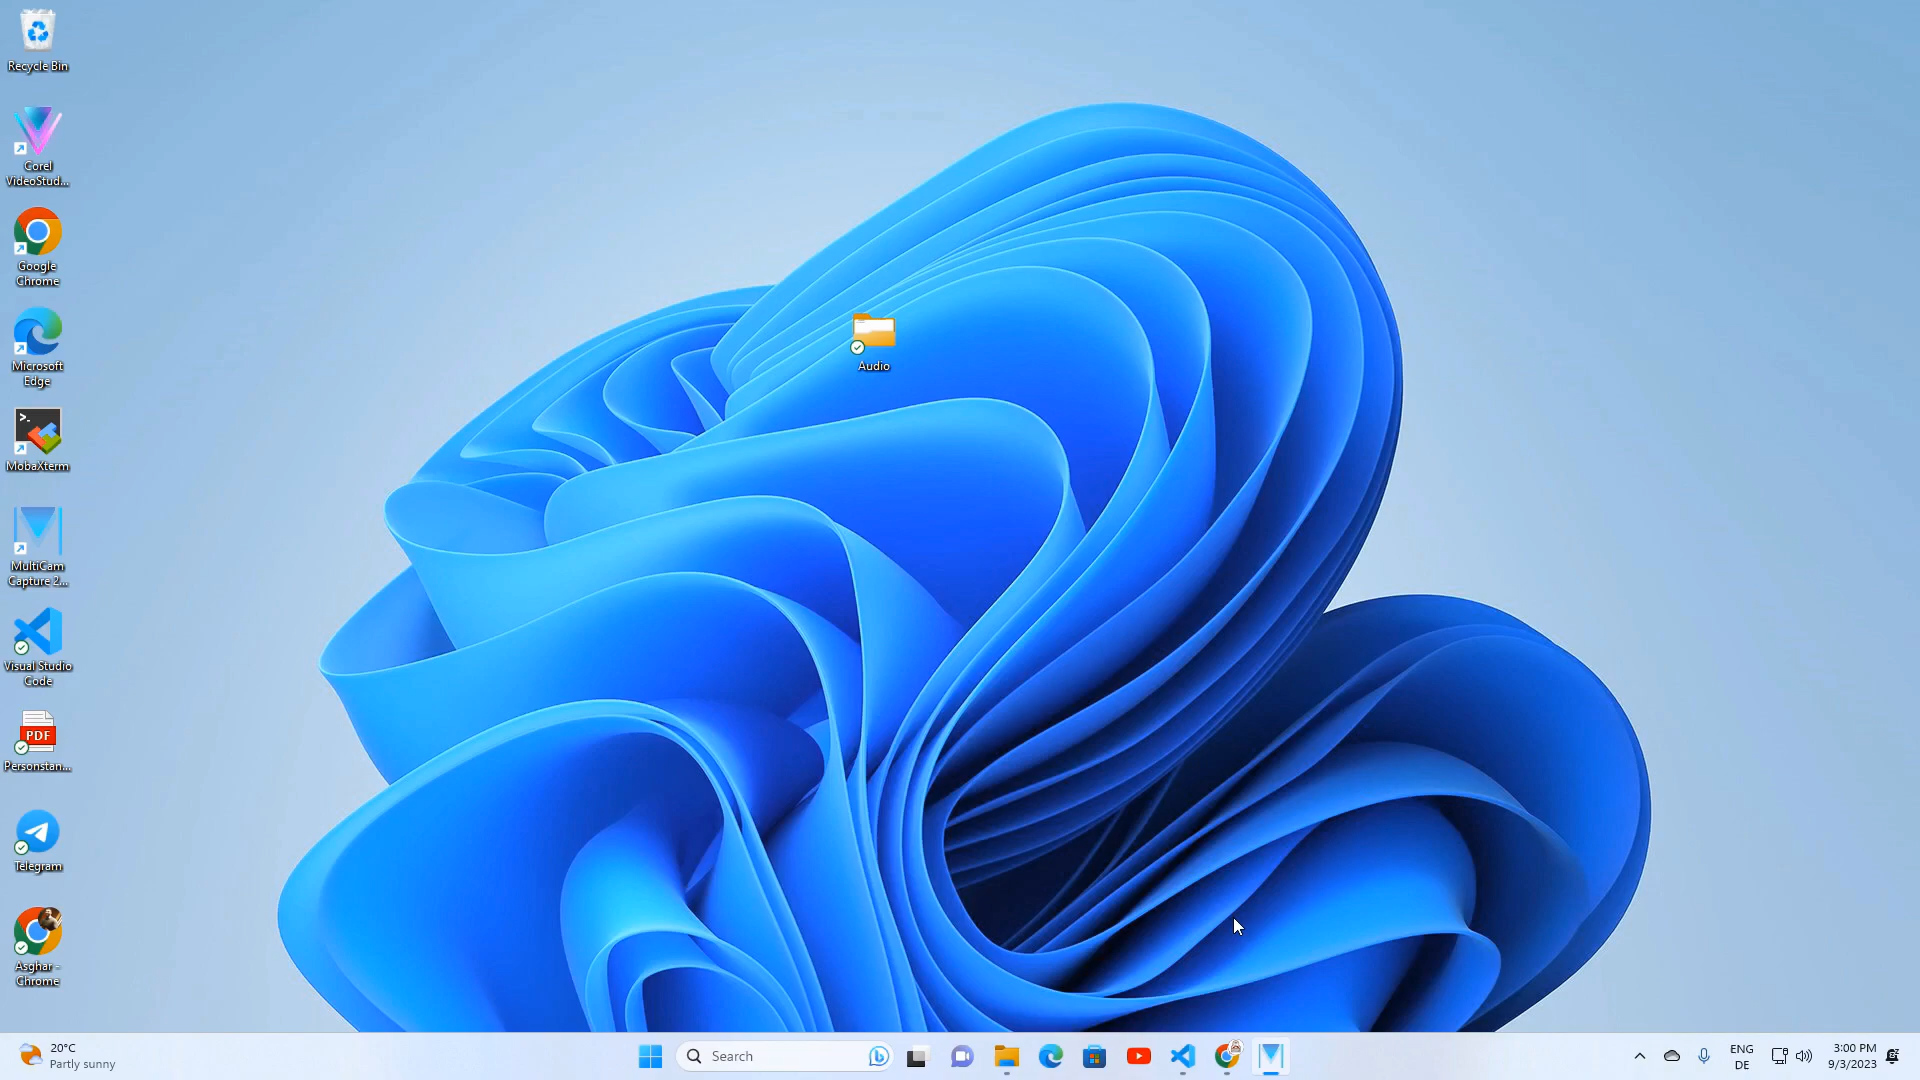 Recycle Bin
Corel
VideoStud...
Google
Chrome
Microsoft
Edge
MobaXterm
MultiCam
Capture 2...
Visual Studio
Code
PDF
Personstan...
Telegram
Asghar -
Chrome
Audio
20°C
Partly sunny
Search
ENG
DE
3:00 PM
9/3/2023